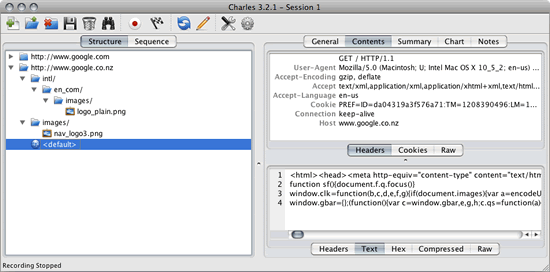 Charles 3.2.1 - Session 1
Structure Sequence
http://www.google.com
http://www.google.co.nz
intl/
en_com/
images/
logo_plain.png
images/
nav_logo3.png
<default>
General Contents Summary Chart Notes
GET / HTTP/1.1
User-Agent Mozilla/5.0 (Macintosh; U; Intel Mac OS X 10_5_2; en-us) ...
Accept-Encoding gzip, deflate
Accept text/xml,application/xml,application/xhtml+xml,text/html...
Accept-Language en-us
Cookie PREF=ID=da04319a3f576a71:TM=1208390496:LM=1...
Connection keep-alive
Host www.google.co.nz
Headers Cookies Raw
1 <html><head><meta http-equiv="content-type" content="text/htm
2 function sf(){document.f.q.focus()}
3 window.clk=function(b,c,d,e,f,g){if(document.images){var a=encodeU
4 window.gbar={};(function(){var c=window.gbar,e,g,h;c.qs=function(a)
Headers Text Hex Compressed Raw
Recording Stopped